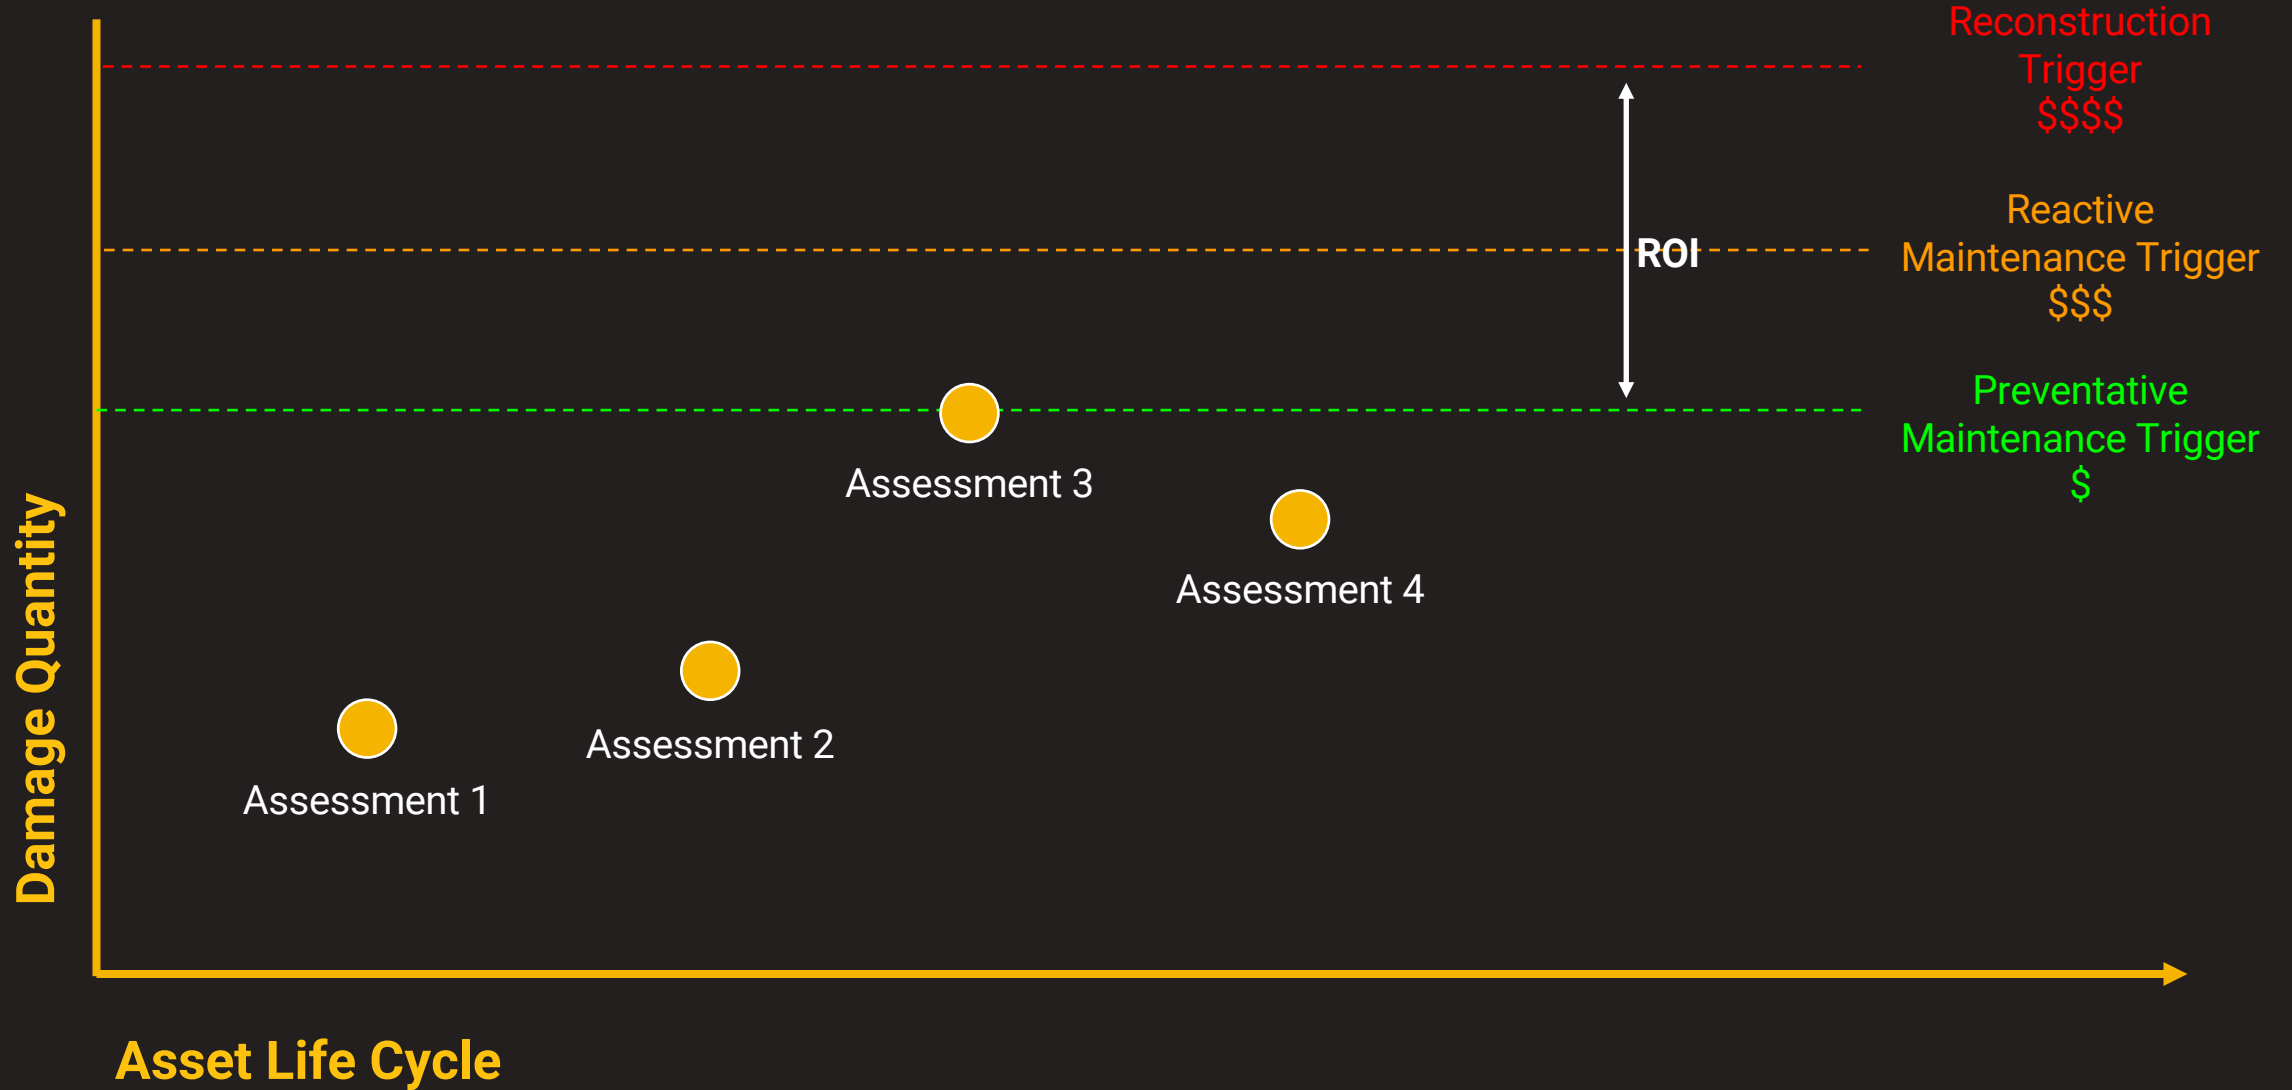 Reconstruction
Trigger
$$$$
Reactive
Maintenance Trigger
$$$
ROI
Preventative
Maintenance Trigger
$
Assessment 3
Assessment 4
Assessment 2
Assessment 1
Damage Quantity
Asset Life Cycle